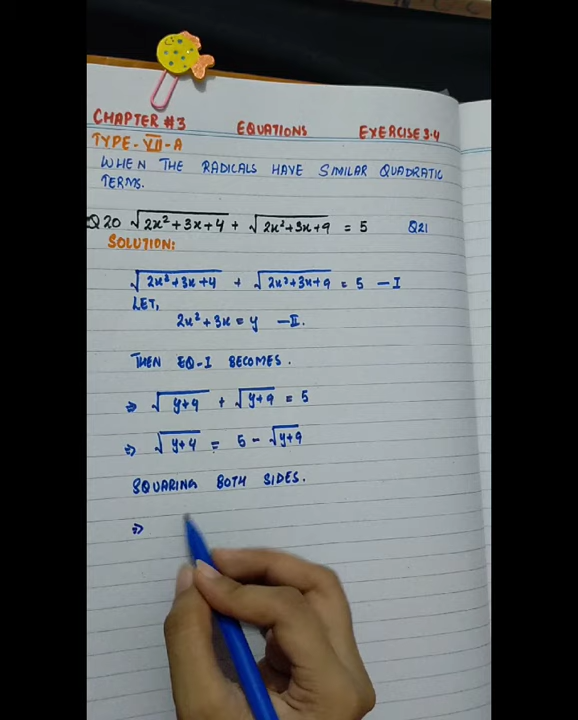 CHAPTER #3 EQUATIONS EXERCISE 3.4
TYPE-VII-A
WHEN THE RADICALS HAVE SIMILAR QUADRATIC
TERMS.
Q20 √(2x²+3x+4) + √(2x²+3x+9) = 5 Q21
SOLUTION:
√(2x²+3x+4) + √(2x²+3x+9) = 5 -I
LET,
2x²+3x = y -II.
THEN EQ-I BECOMES.
⇒ √(y+9) + √(y+9) = 5
⇒ √(y+4) = 5 - √(y+9)
SQUARING BOTH SIDES.
⇒